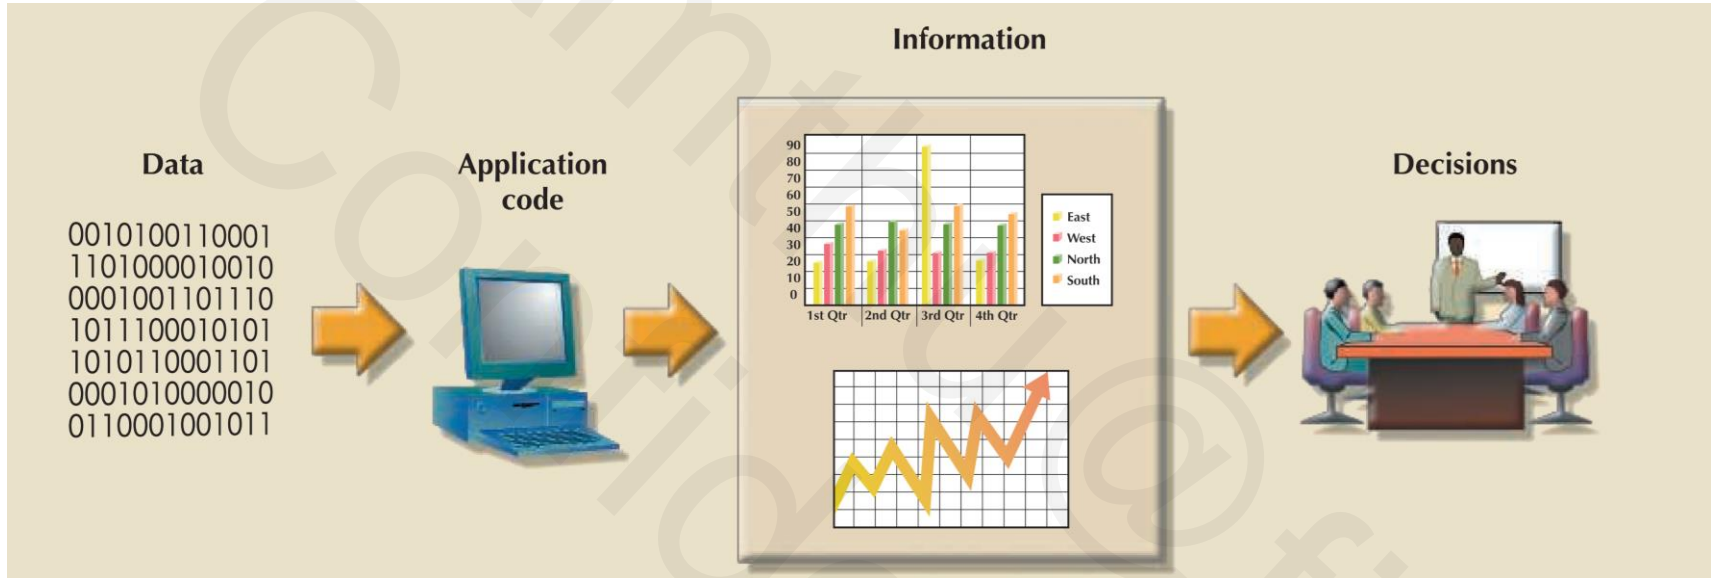 Information
Data
0010100110001
1101000010010
0001001101110
1011100010101
1010110001101
0001010000010
0110001001011
Application
code
90
80
70
60
50
40
30
20
10
0
1st Qtr
2nd Qtr
3rd Qtr
4th Qtr
East
West
North
South
Decisions